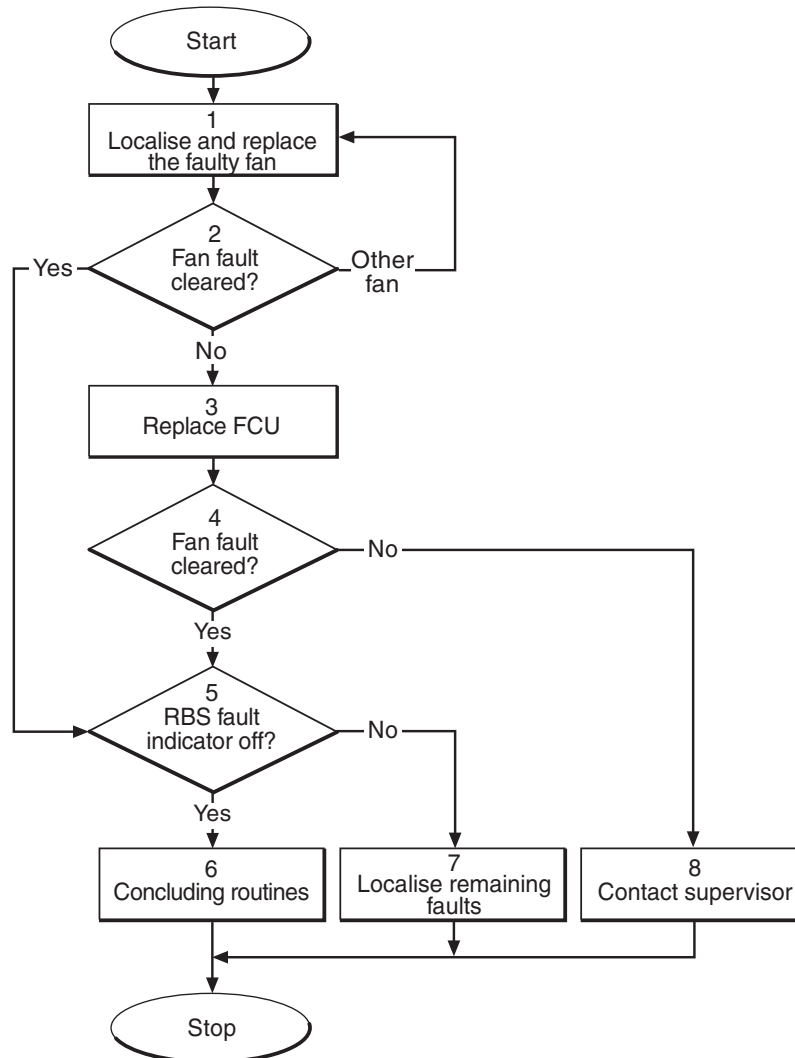 Start
1
Localise and replace
the faulty fan
2
Fan fault
cleared?
Yes
Other
fan
No
3
Replace FCU
4
Fan fault
cleared?
No
Yes
5
RBS fault
indicator off?
No
Yes
6
Concluding routines
7
Localise remaining
faults
8
Contact supervisor
Stop